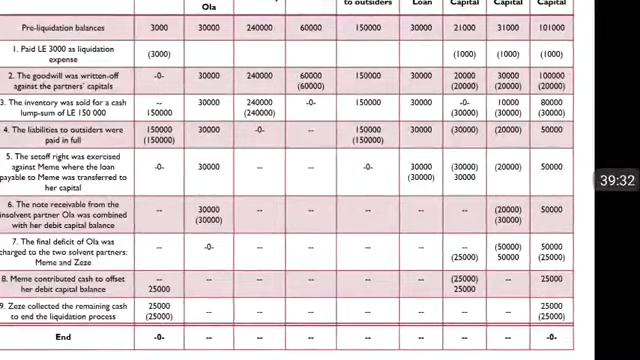 Ola to outsiders Loan Capital Capital Capital
Pre-liquidation balances 3000 30000 240000 60000 150000 30000 21000 31000 101000
1. Paid LE 3000 as liquidation (3000) (1000) (1000) (1000)
expense
2. The goodwill was written-off -0- 30000 240000 60000 150000 30000 20000 30000 100000
against the partners' capitals (60000) (20000) (20000) (20000)
3. The inventory was sold for a cash -- 30000 240000 -0- 150000 30000 -0- 10000 80000
lump-sum of LE 150 000 150000 (240000) (30000) (30000) (30000)
4. The liabilities to outsiders were 150000 30000 -0- -- 150000 30000 (30000) (20000) 50000
paid in full (150000) (150000)
5. The setoff right was exercised
against Meme where the loan -0- 30000 -- -- -0- 30000 (30000) (20000) 50000
payable to Meme was transferred to (30000) 30000
her capital
6. The note receivable from the
insolvent partner Ola was combined -- 30000 -- -- -- -- -- (20000) 50000
with her debit capital balance (30000) (30000)
7. The final deficit of Ola was
charged to the two solvent partners: -- -0- -- -- -- -- -- (50000) 50000
Meme and Zeze (25000) 50000 (25000)
8. Meme contributed cash to offset -- -- -- -- -- -- (25000) -- 25000
her debit capital balance 25000 25000
9. Zeze collected the remaining cash 25000 -- -- -- -- -- -- -- 25000
to end the liquidation process (25000) (25000)
End -0- -- -- -- -- -- -- -- -0-
39:32